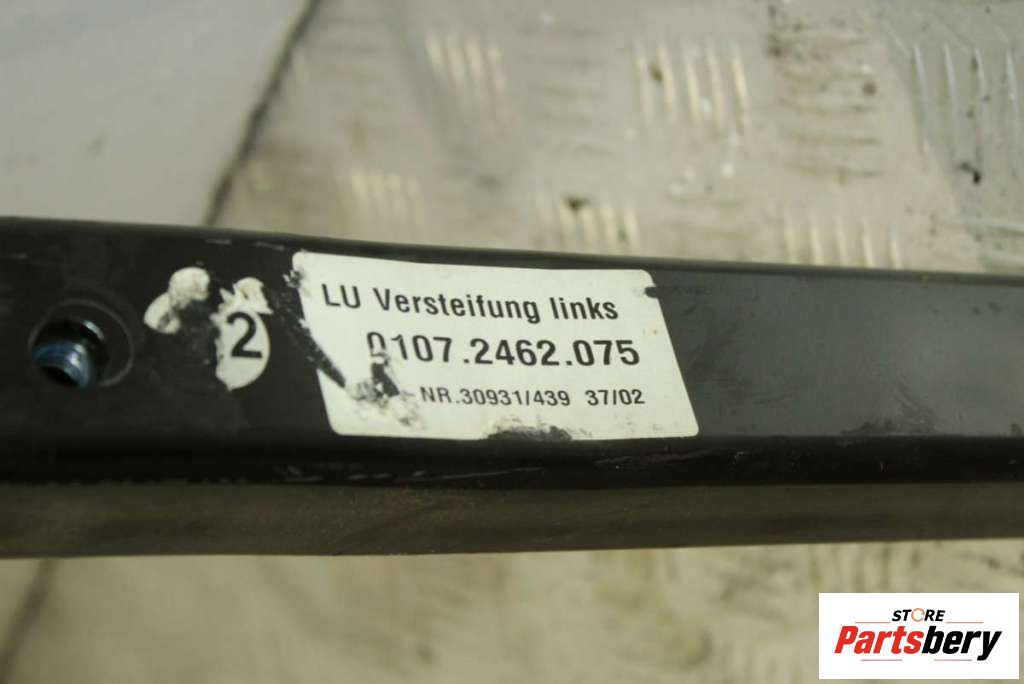 2
LU Versteifung links
0107.2462.075
NR.30931/439 37/02
STORE
Partsbery